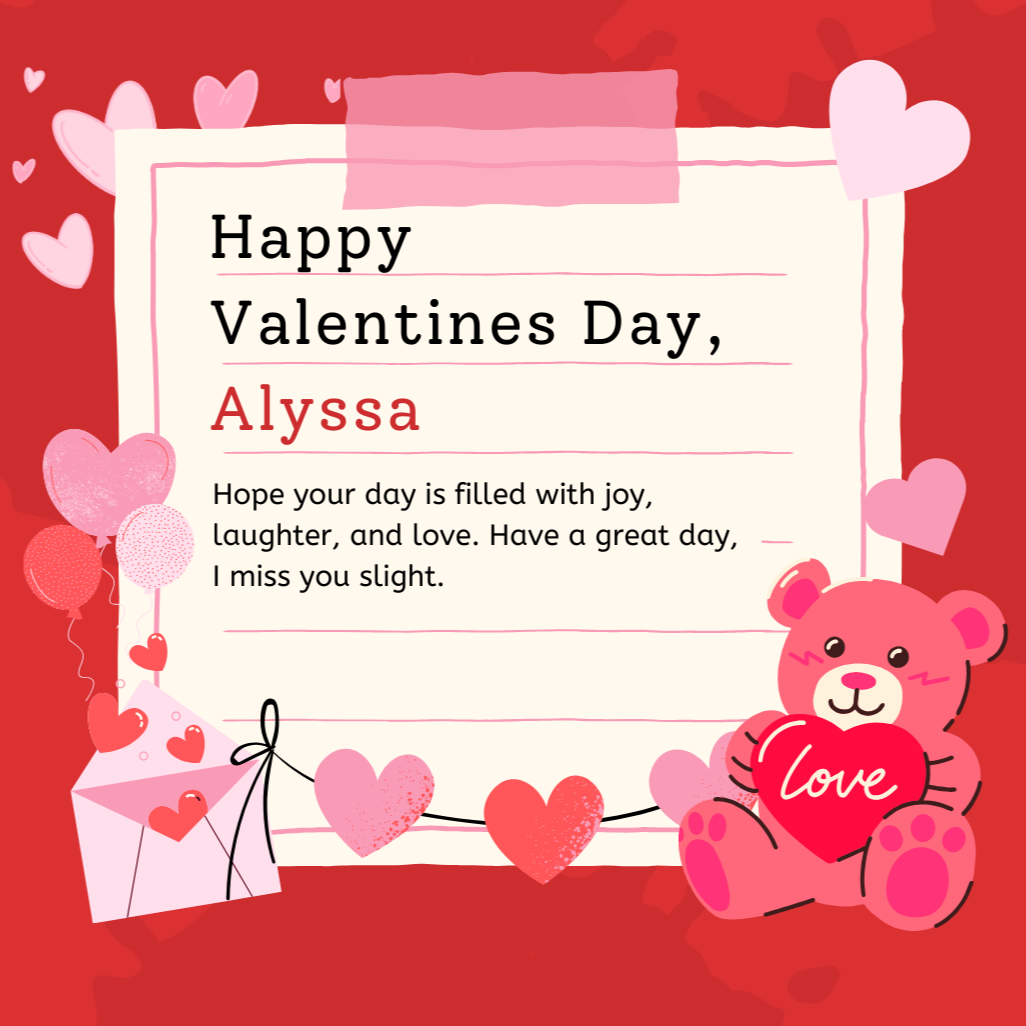 Happy
Valentines Day,
Alyssa
Hope your day is filled with joy,
laughter, and love. Have a great day,
I miss you slight.
love